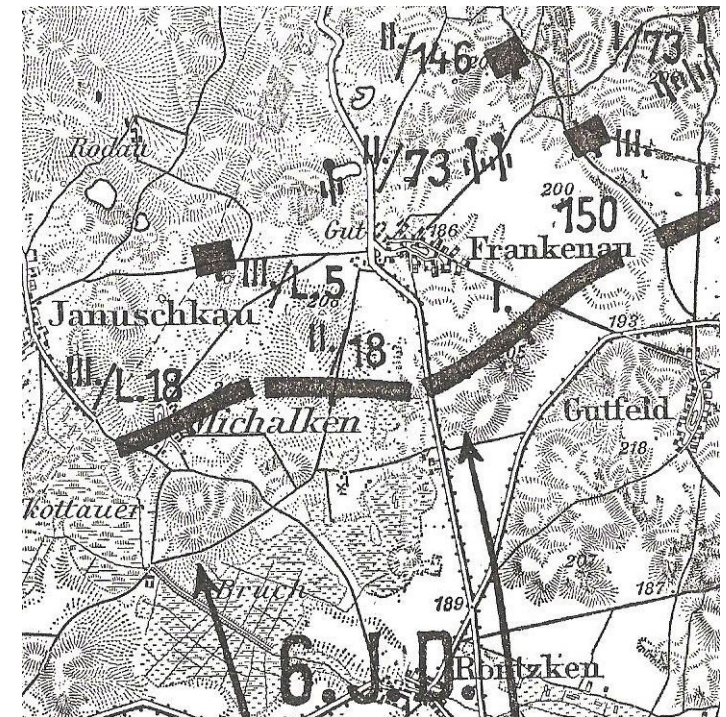 II./146
I./73
Rodau
II./73
III.
200
II.
150
Gut
186
Frankenau
III./L.5
I.
Januschkau
II. 18
193
III./L.18
Michalken
Gutfeld
218
Kottauer
207
Bruch
187
189
6. J.D.
Rontzken